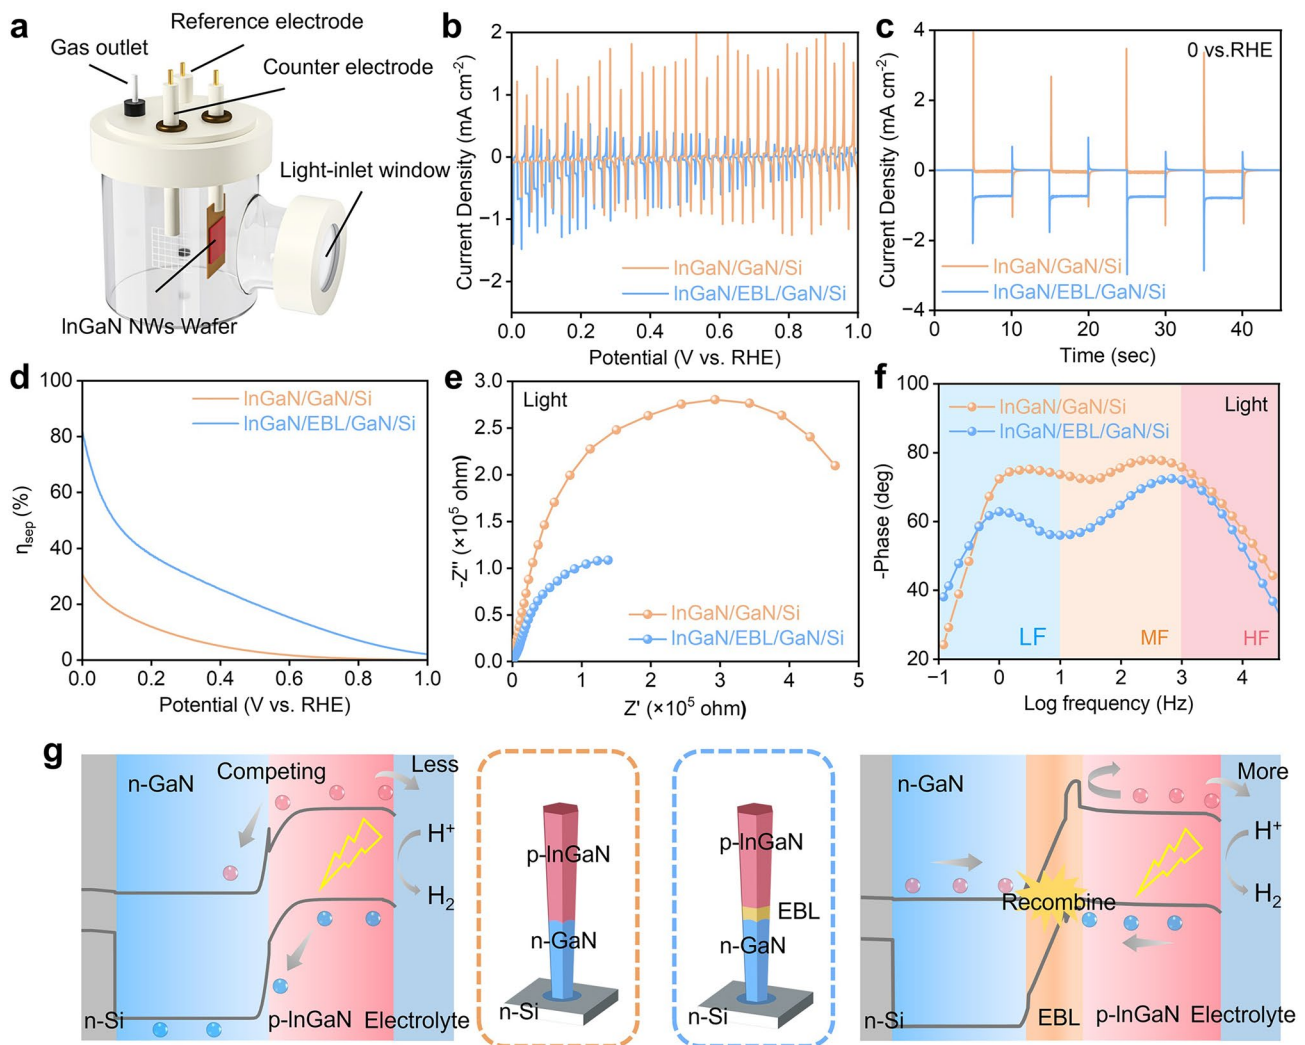 a
Reference electrode
Gas outlet
Counter electrode
Light-inlet window
InGaN NWs Wafer
b
Current Density (mA cm⁻²)
2
1
0
−1
−2
InGaN/GaN/Si
InGaN/EBL/GaN/Si
0.0 0.2 0.4 0.6 0.8 1.0
Potential (V vs. RHE)
c
Current Density (mA cm⁻²)
0 vs.RHE
4
2
0
−2
−4
InGaN/GaN/Si
InGaN/EBL/GaN/Si
0 10 20 30 40
Time (sec)
d
ηsep (%)
100
80
60
40
20
0
InGaN/GaN/Si
InGaN/EBL/GaN/Si
0.0 0.2 0.4 0.6 0.8 1.0
Potential (V vs. RHE)
e
-Z'' (×10⁵ ohm)
Light
3.0
2.5
2.0
1.5
1.0
0.5
0.0
InGaN/GaN/Si
InGaN/EBL/GaN/Si
0 1 2 3 4 5
Z' (×10⁵ ohm)
f
-Phase (deg)
100
80
60
40
20
InGaN/GaN/Si
InGaN/EBL/GaN/Si
Light
LF MF HF
−1 0 1 2 3 4
Log frequency (Hz)
g
n-GaN
Competing
Less
H⁺
H₂
n-Si
p-InGaN
Electrolyte
p-InGaN
n-GaN
n-Si
p-InGaN
EBL
n-GaN
n-Si
n-GaN
More
H⁺
H₂
Recombine
n-Si
EBL
p-InGaN
Electrolyte